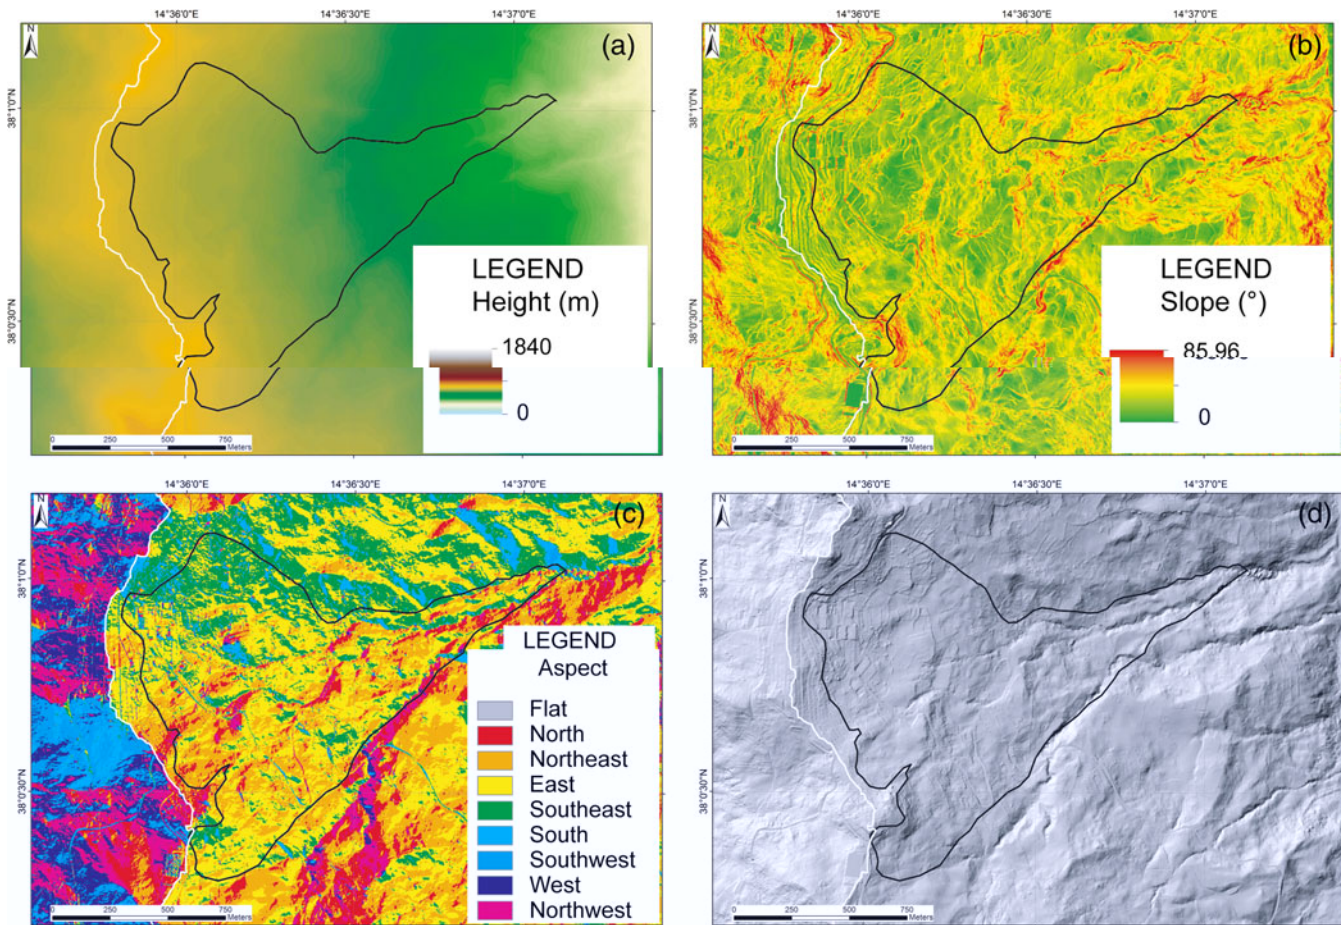 14°36'0"E 14°36'30"E 14°37'0"E
N
(a)
38°1'0"N
38°0'30"N
LEGEND
Height (m)
1840
0
0 250 500 750
Meters
14°36'0"E 14°36'30"E 14°37'0"E
N
(b)
38°1'0"N
38°0'30"N
LEGEND
Slope (°)
85.96
0
0 250 500 750
Meters
14°36'0"E 14°36'30"E 14°37'0"E
N
(c)
38°1'0"N
38°0'30"N
LEGEND
Aspect
Flat
North
Northeast
East
Southeast
South
Southwest
West
Northwest
0 250 500 750
Meters
14°36'0"E 14°36'30"E 14°37'0"E
N
(d)
38°1'0"N
38°0'30"N
0 250 500 750
Meters